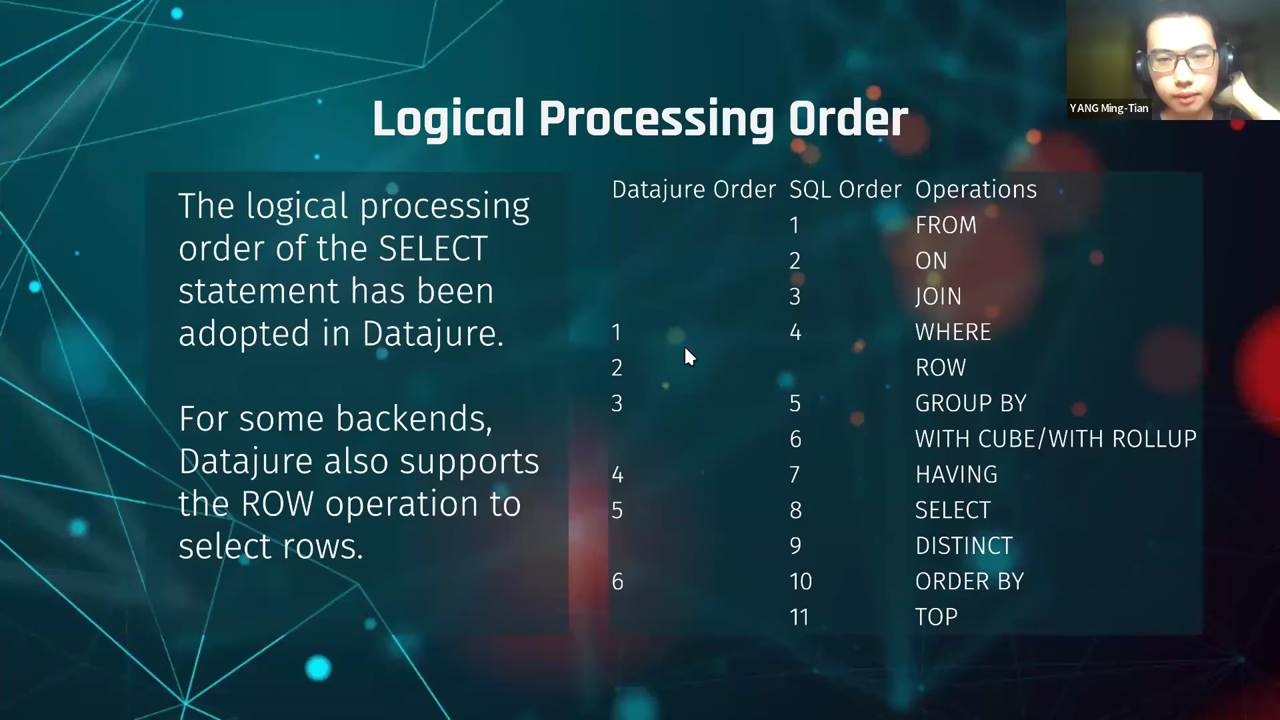 YANG Ming-Tian
Logical Processing Order
The logical processing
order of the SELECT
statement has been
adopted in Datajure.
For some backends,
Datajure also supports
the ROW operation to
select rows.
Datajure Order SQL Order Operations
1 FROM
2 ON
3 JOIN
1 4 WHERE
2 ROW
3 5 GROUP BY
6 WITH CUBE/WITH ROLLUP
4 7 HAVING
5 8 SELECT
9 DISTINCT
6 10 ORDER BY
11 TOP